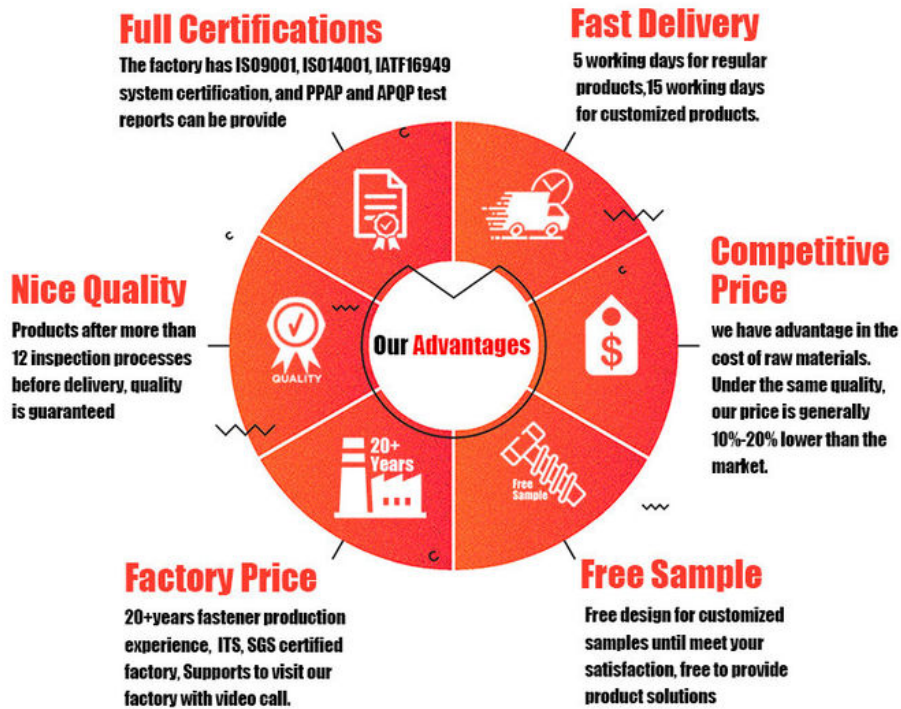 Full Certifications
The factory has ISO9001, ISO14001, IATF16949
system certification, and PPAP and APQP test
reports can be provide
Fast Delivery
5 working days for regular
products,15 working days
for customized products.
Nice Quality
Products after more than
12 inspection processes
before delivery, quality
is guaranteed
QUALITY
Our Advantages
$
Competitive
Price
we have advantage in the
cost of raw materials.
Under the same quality,
our price is generally
10%-20% lower than the
market.
20+
Years
Free
Sample
Factory Price
20+years fastener production
experience, ITS, SGS certified
factory, Supports to visit our
factory with video call.
Free Sample
Free design for customized
samples until meet your
satisfaction, free to provide
product solutions